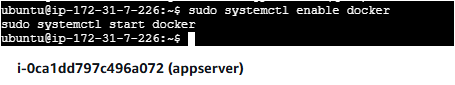 ubuntu@ip-172-31-7-226:~$ sudo systemctl enable docker
sudo systemctl start docker
ubuntu@ip-172-31-7-226:~$
i-0ca1dd797c496a072 (appserver)